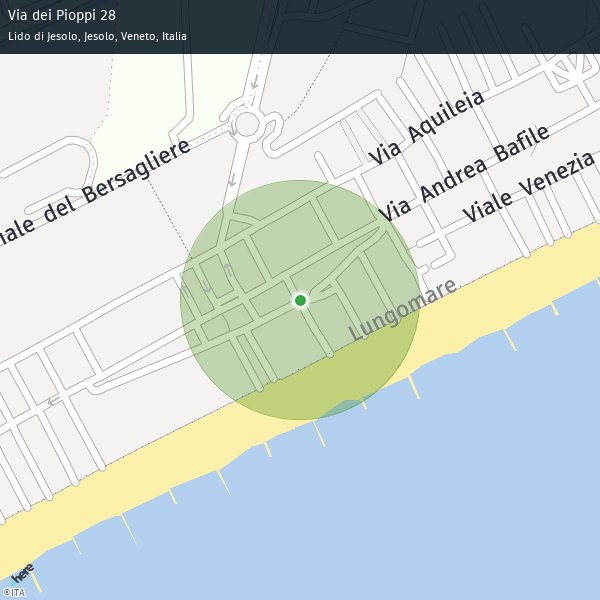 Via dei Pioppi 28
Lido di Jesolo, Jesolo, Veneto, Italia
Via Aquileia
Via Andrea Bafile
Viale Venezia
iale del Bersagliere
Lungomare
here
©ITA